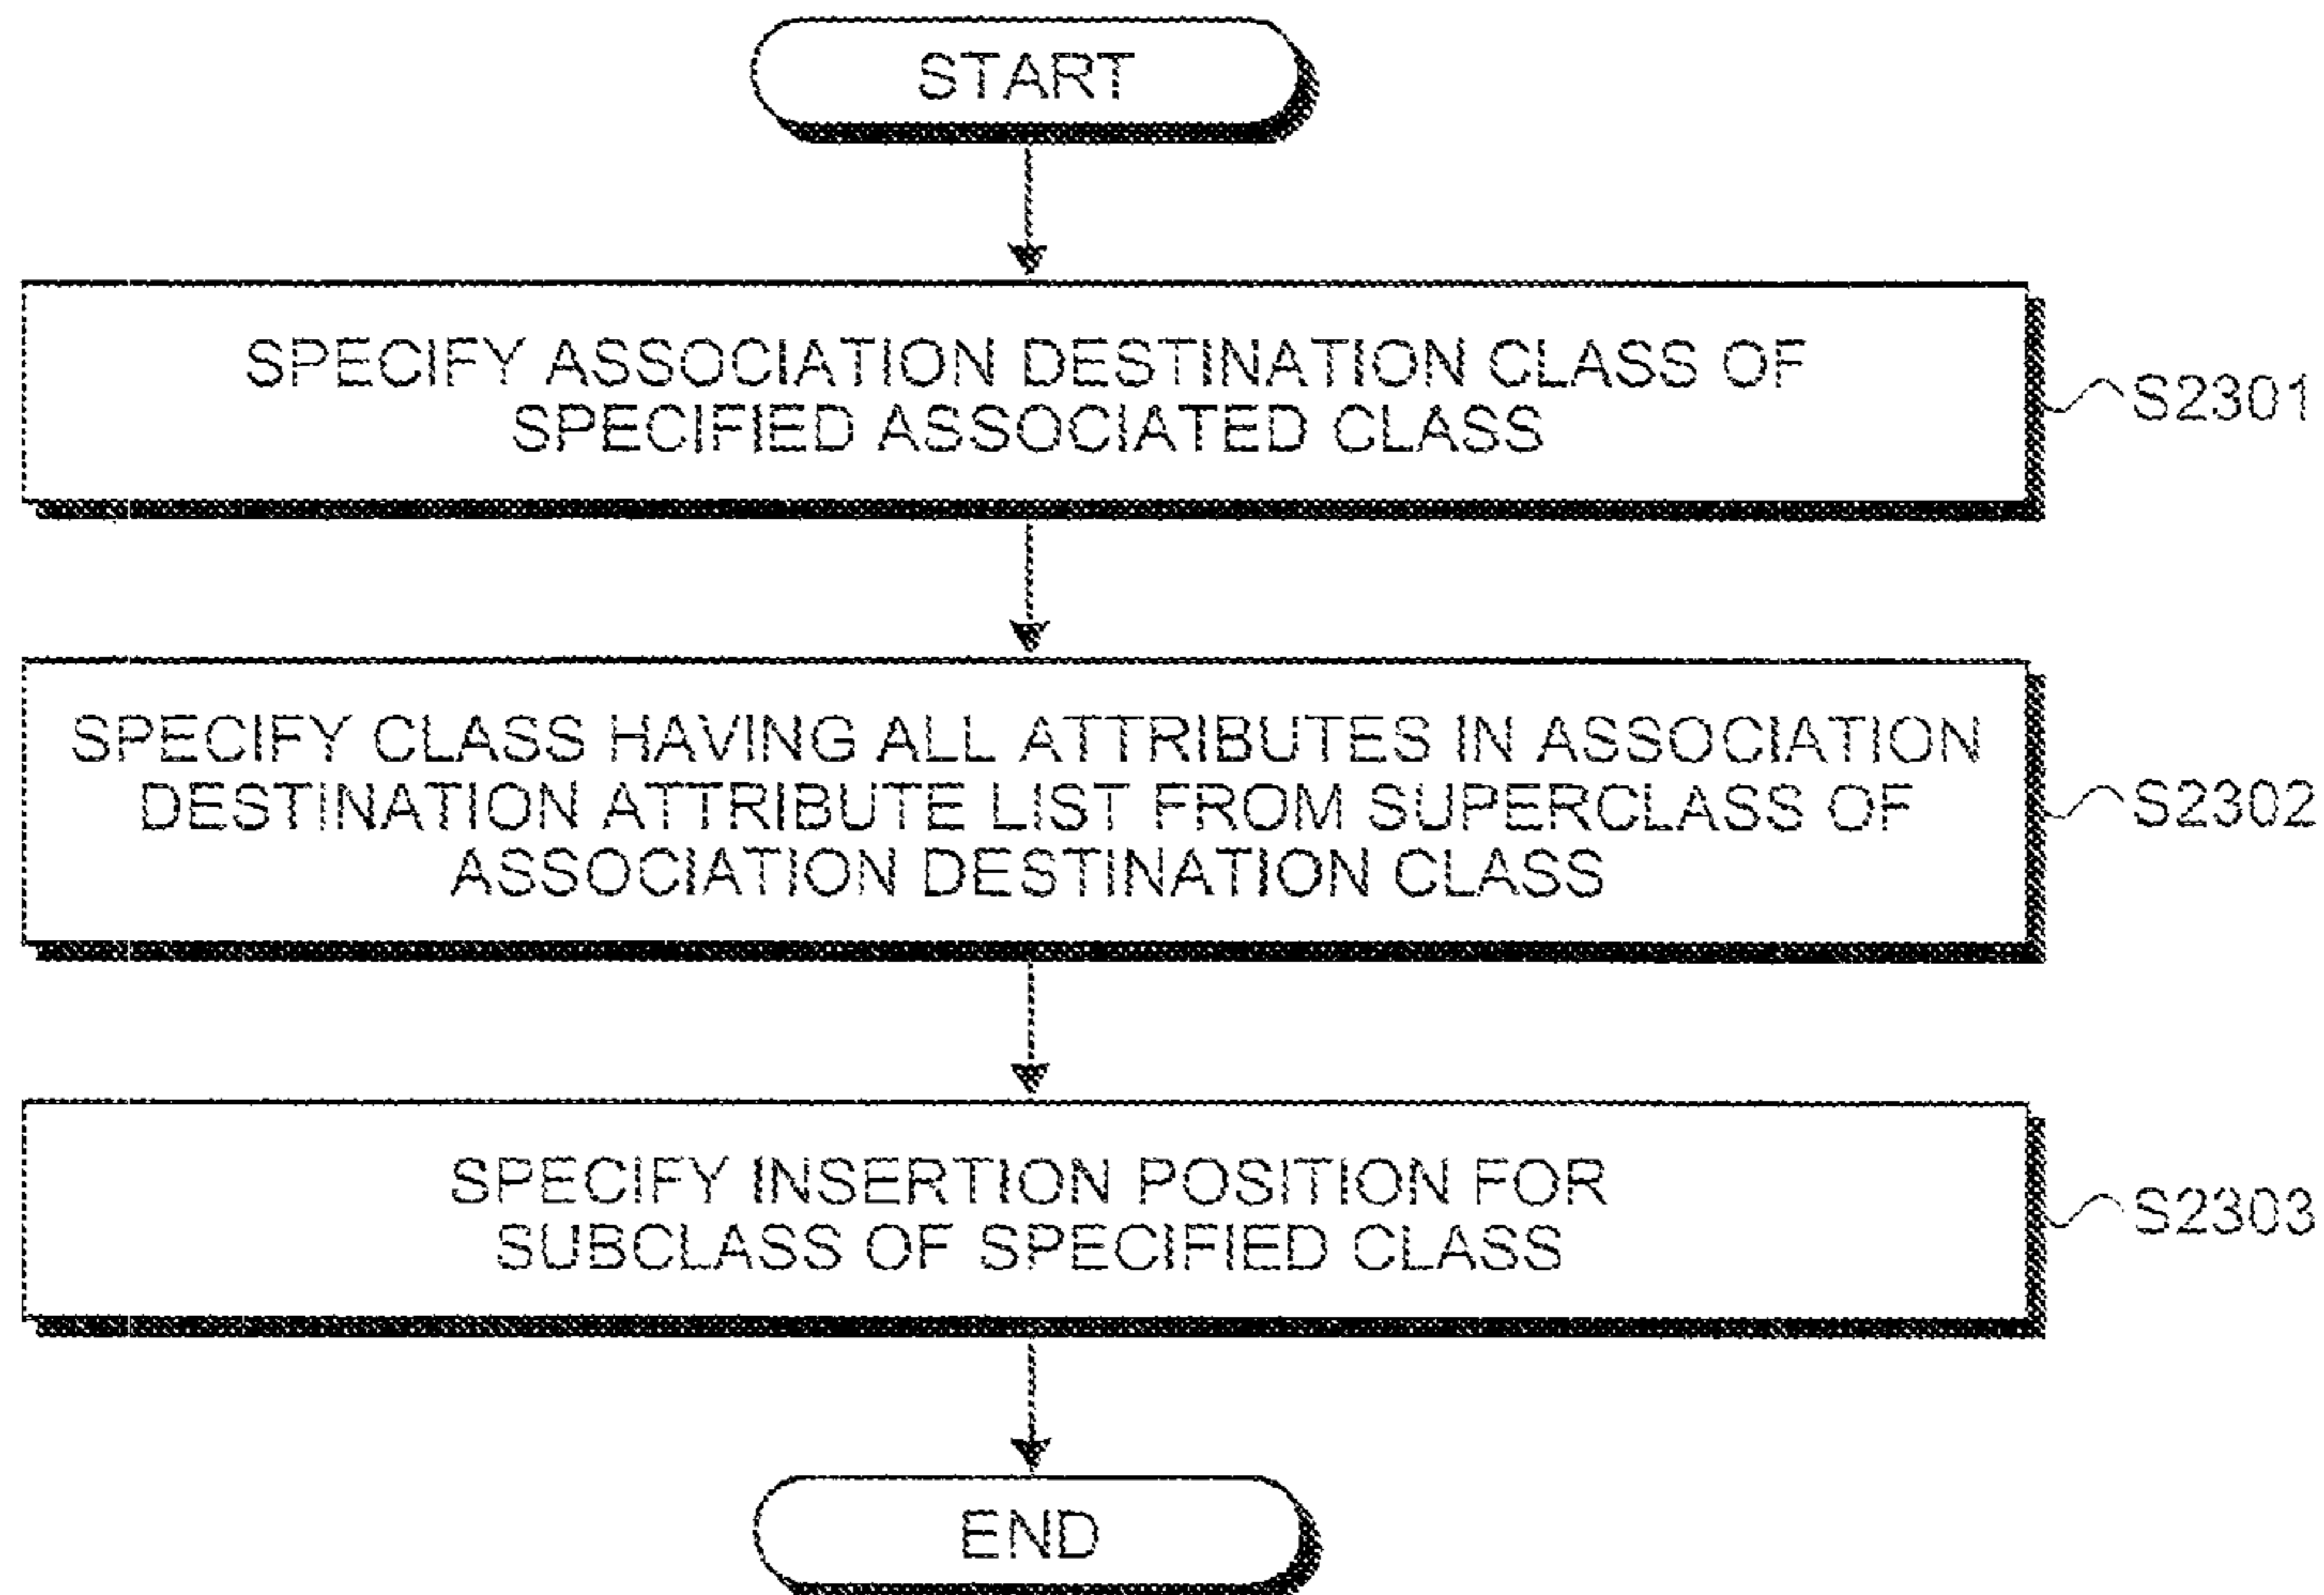 START
SPECIFY ASSOCIATION DESTINATION CLASS OF
SPECIFIED ASSOCIATED CLASS
S2301
SPECIFY CLASS HAVING ALL ATTRIBUTES IN ASSOCIATION
DESTINATION ATTRIBUTE LIST FROM SUPERCLASS OF
ASSOCIATION DESTINATION CLASS
S2302
SPECIFY INSERTION POSITION FOR
SUBCLASS OF SPECIFIED CLASS
S2303
END